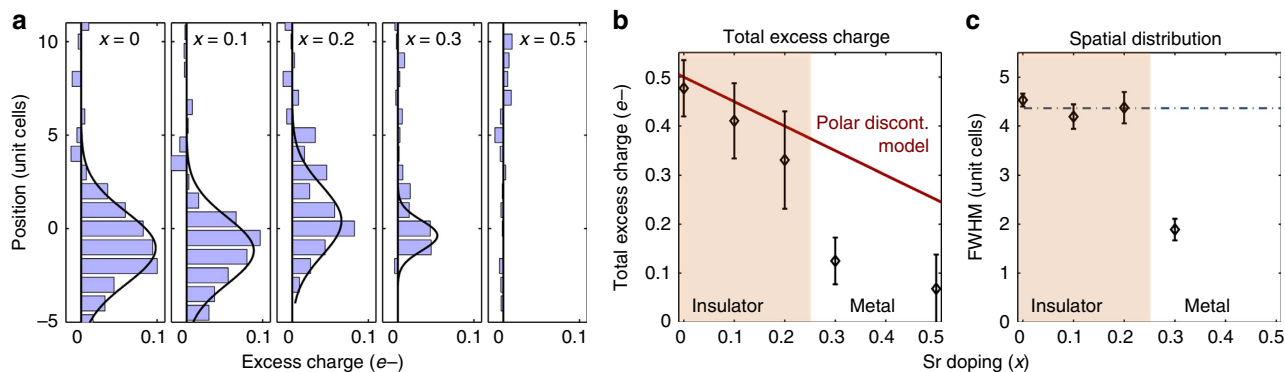 a
x = 0
x = 0.1
x = 0.2
x = 0.3
x = 0.5
10
5
0
−5
Position (unit cells)
0
0.1
0
0.1
0
0.1
0
0.1
0
0.1
Excess charge (e−)
b
Total excess charge
0.5
0.4
0.3
0.2
0.1
0
Total excess charge (e−)
Polar discont.
model
Insulator
Metal
0
0.1
0.2
0.3
0.4
0.5
c
Spatial distribution
5
4
3
2
1
0
FWHM (unit cells)
Insulator
Metal
0
0.1
0.2
0.3
0.4
0.5
Sr doping (x)